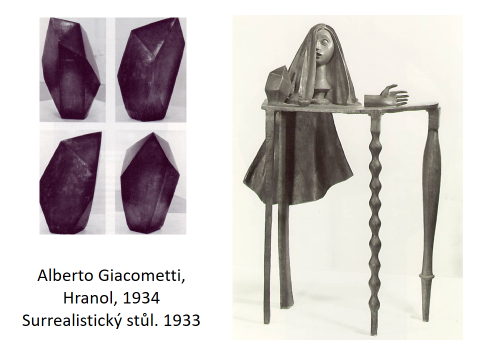 Alberto Giacometti,
Hranol, 1934
Surrealistický stůl. 1933